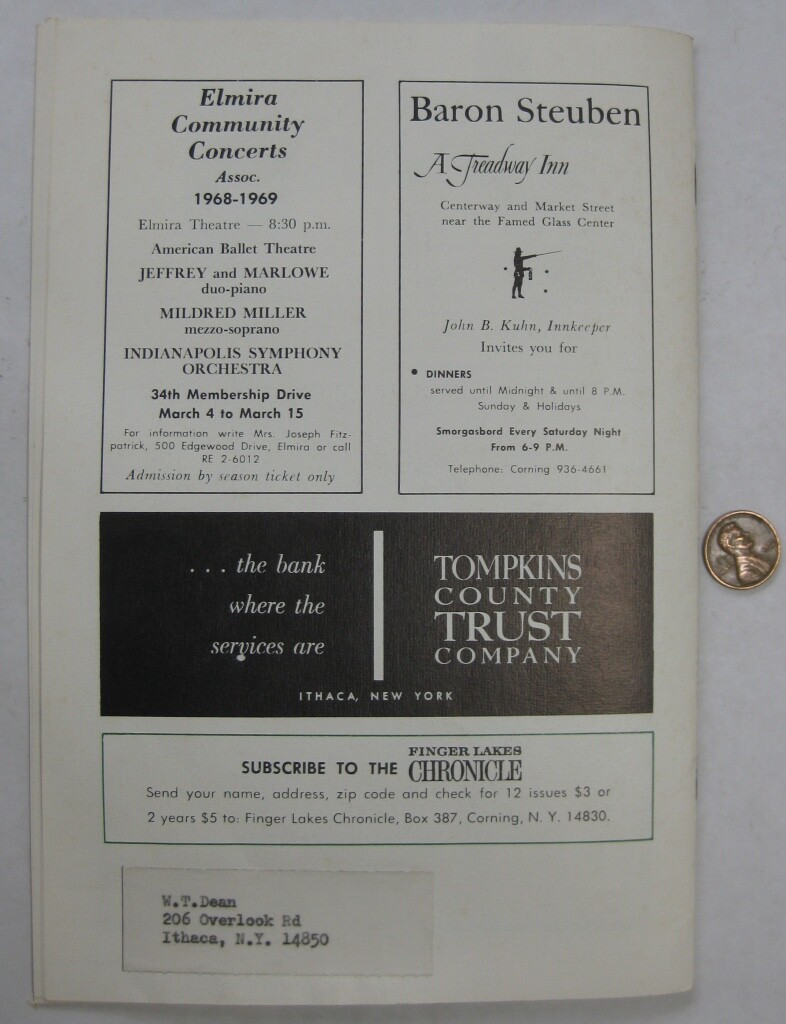 Elmira
Community
Concerts
Assoc.
1968-1969
Elmira Theatre — 8:30 p.m.
American Ballet Theatre
JEFFREY and MARLOWE
duo-piano
MILDRED MILLER
mezzo-soprano
INDIANAPOLIS SYMPHONY
ORCHESTRA
34th Membership Drive
March 4 to March 15
For information write Mrs. Joseph Fitz-
patrick, 500 Edgewood Drive, Elmira or call
RE 2-6012
Admission by season ticket only
Baron Steuben
A Treadway Inn
Centerway and Market Street
near the Famed Glass Center
John B. Kuhn, Innkeeper
Invites you for
• DINNERS
served until Midnight & until 8 P.M.
Sunday & Holidays
Smorgasbord Every Saturday Night
From 6-9 P.M.
Telephone: Corning 936-4661
. . . the bank
where the
services are
TOMPKINS
COUNTY
TRUST
COMPANY
ITHACA, NEW YORK
SUBSCRIBE TO THE FINGER LAKES CHRONICLE
Send your name, address, zip code and check for 12 issues $3 or
2 years $5 to: Finger Lakes Chronicle, Box 387, Corning, N. Y. 14830.
W.T.Dean
206 Overlook Rd
Ithaca, N.Y. 14850